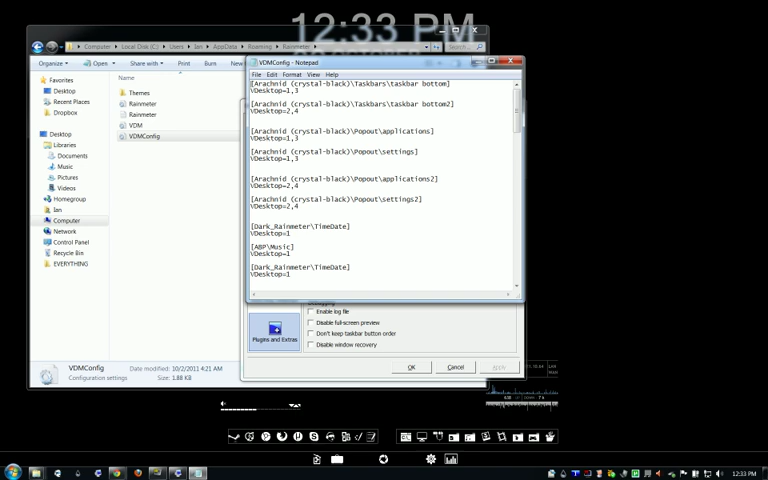 12:33 PM
Computer ▸ Local Disk (C:) ▸ Users ▸ Ian ▸ AppData ▸ Roaming ▸ Rainmeter ▸
Search...
Organize Open Share with Print Burn
Favorites
Desktop
Recent Places
Dropbox
Desktop
Libraries
Documents
Music
Pictures
Videos
Homegroup
Ian
Computer
Network
Control Panel
Recycle Bin
EVERYTHING
Name
Themes
Rainmeter
Rainmeter
VDM
VDMConfig
VDMConfig - Notepad
File Edit Format View Help
[Arachnid (crystal-black)\Taskbars\taskbar bottom]
VDesktop=1,3
[Arachnid (crystal-black)\Taskbars\taskbar bottom2]
VDesktop=2,4
[Arachnid (crystal-black)\Popout\applications]
VDesktop=1,3
[Arachnid (crystal-black)\Popout\settings]
VDesktop=1,3
[Arachnid (crystal-black)\Popout\applications2]
VDesktop=2,4
[Arachnid (crystal-black)\Popout\settings2]
VDesktop=2,4
[Dark_Rainmeter\TimeDate]
VDesktop=1
[ABP\Music]
VDesktop=1
[Dark_Rainmeter\TimeDate]
VDesktop=1
Debugging
Enable log file
Disable full-screen preview
Don't keep taskbar button order
Disable window recovery
Plugins and Extras
OK Cancel Apply
VDMConfig Date modified: 10/2/2011 4:21 AM
Configuration settings Size: 1.88 KB
12:33 PM